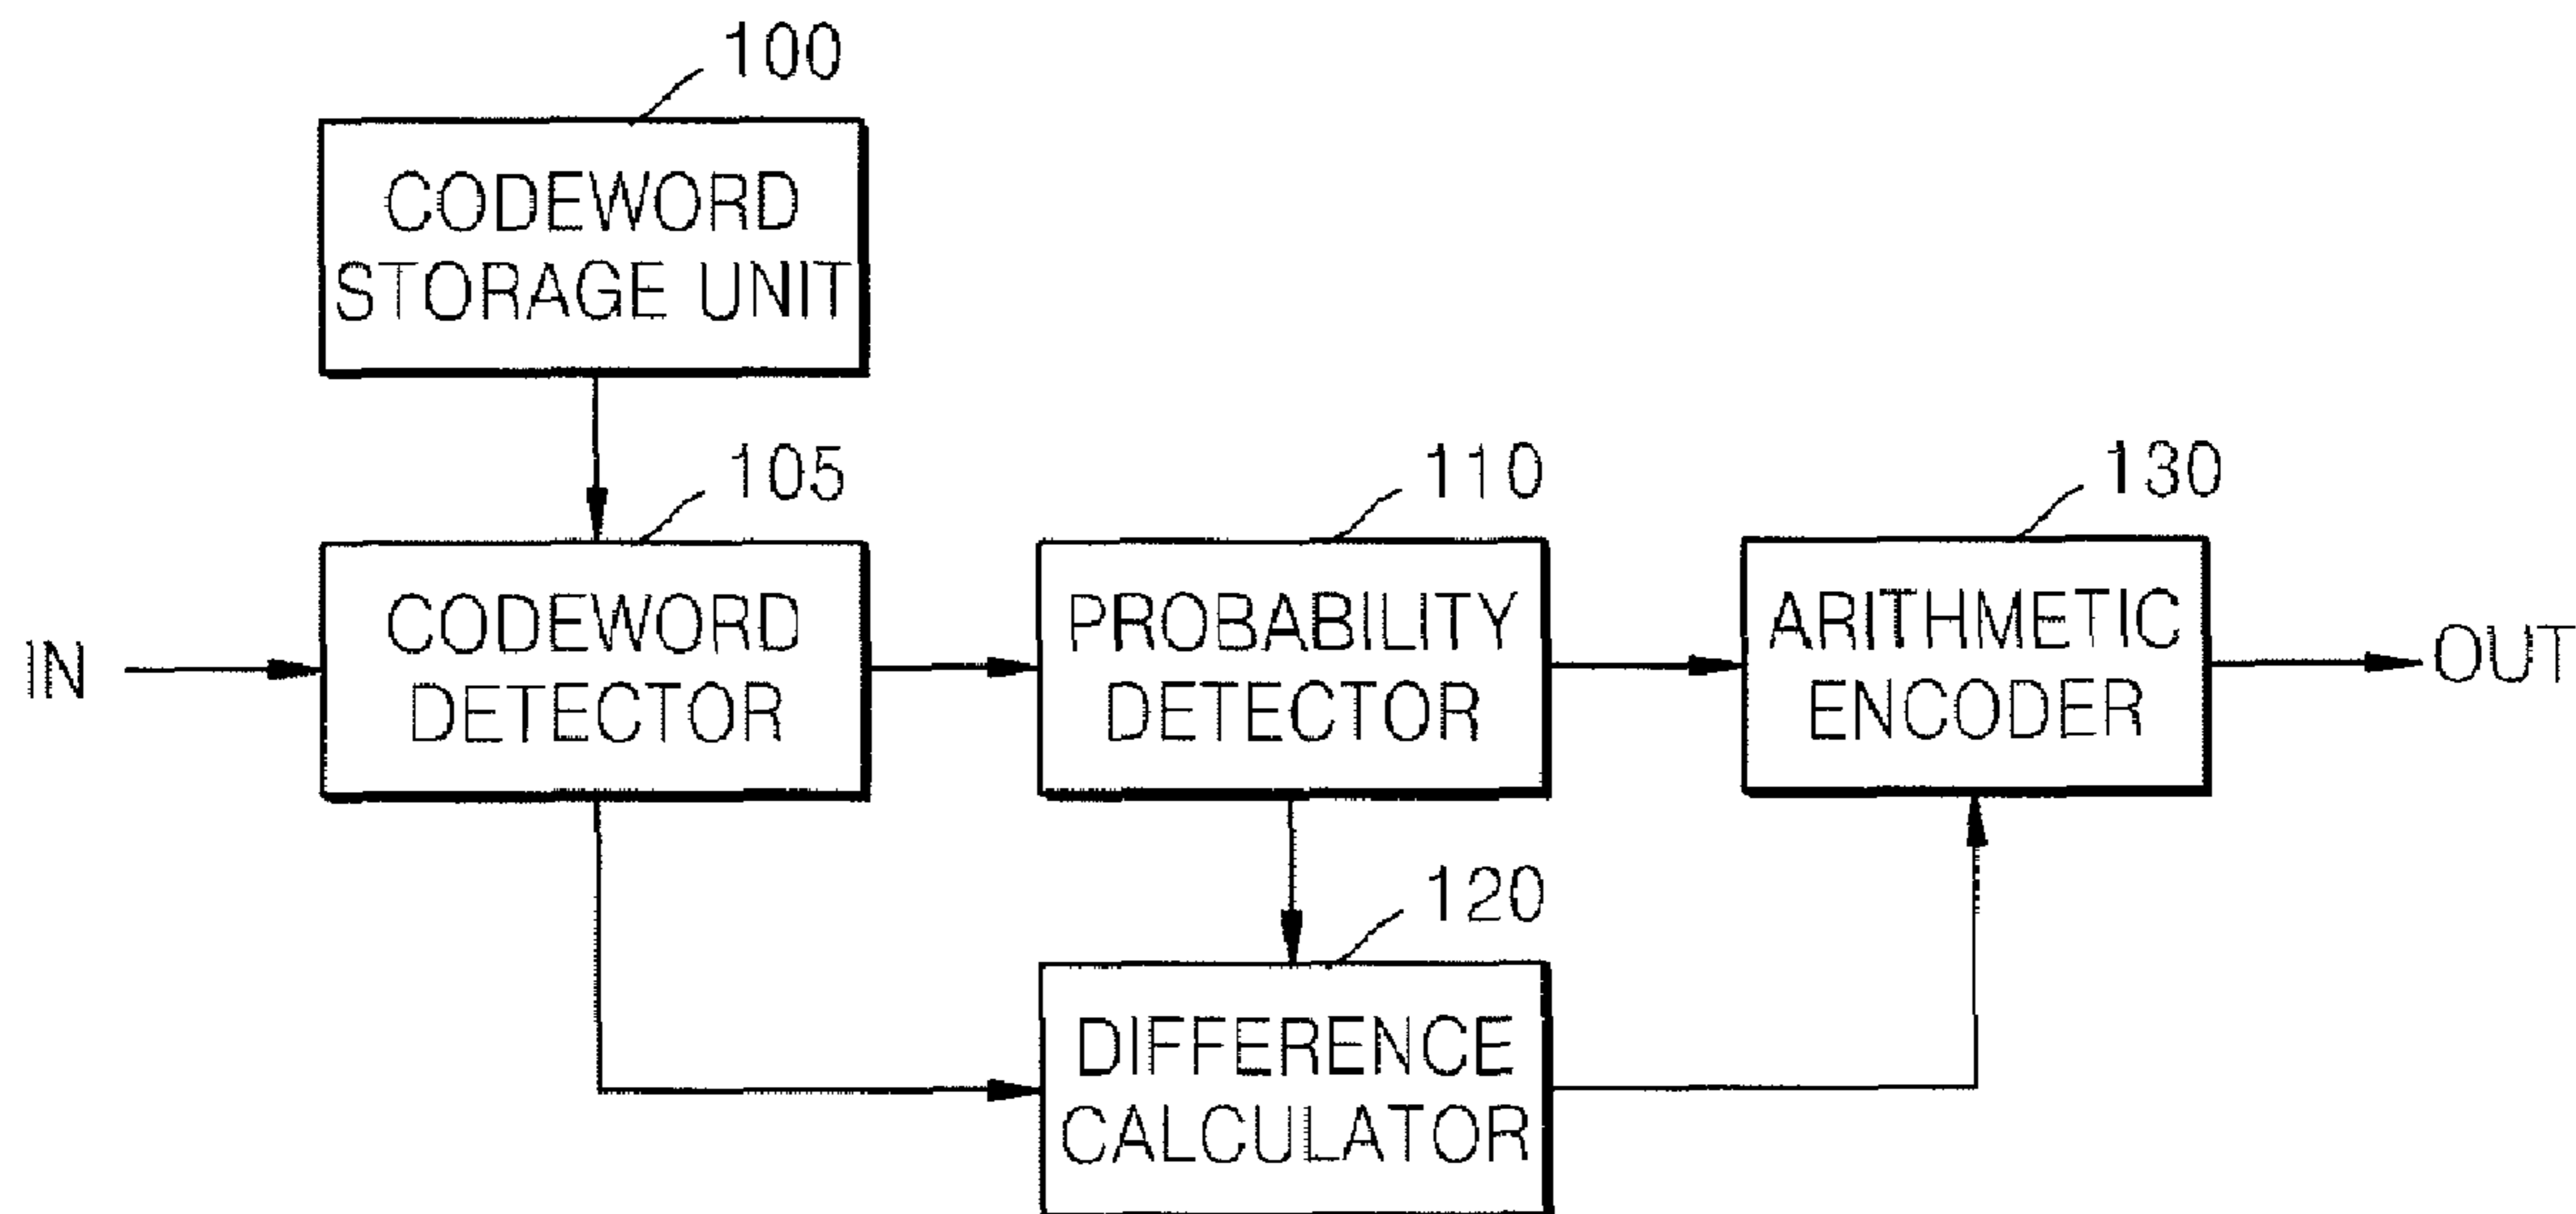 100
CODEWORD
STORAGE UNIT
105
110
130
IN
CODEWORD
DETECTOR
PROBABILITY
DETECTOR
ARITHMETIC
ENCODER
OUT
120
DIFFERENCE
CALCULATOR